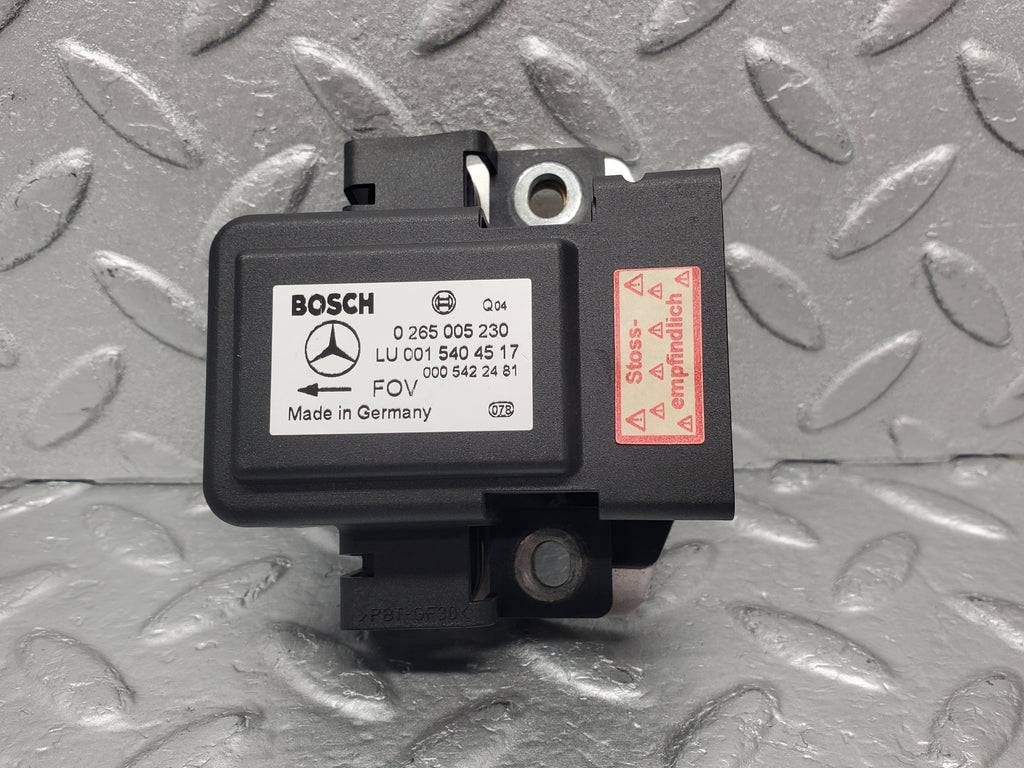 BOSCH
Q04
0 265 005 230
LU 001 540 45 17
000 542 24 81
FOV
Made in Germany
078
Stoss-
empfindlich
>PBT-GF30<